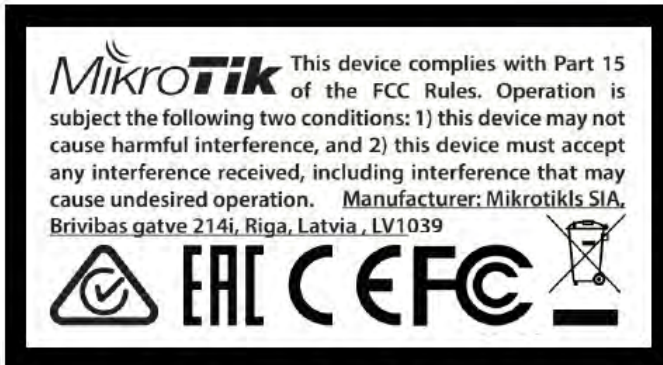 MikroTik This device complies with Part 15
of the FCC Rules. Operation is
subject the following two conditions: 1) this device may not
cause harmful interference, and 2) this device must accept
any interference received, including interference that may
cause undesired operation. Manufacturer: Mikrotikls SIA,
Brivibas gatve 214i, Riga, Latvia , LV1039
EAC CE FC